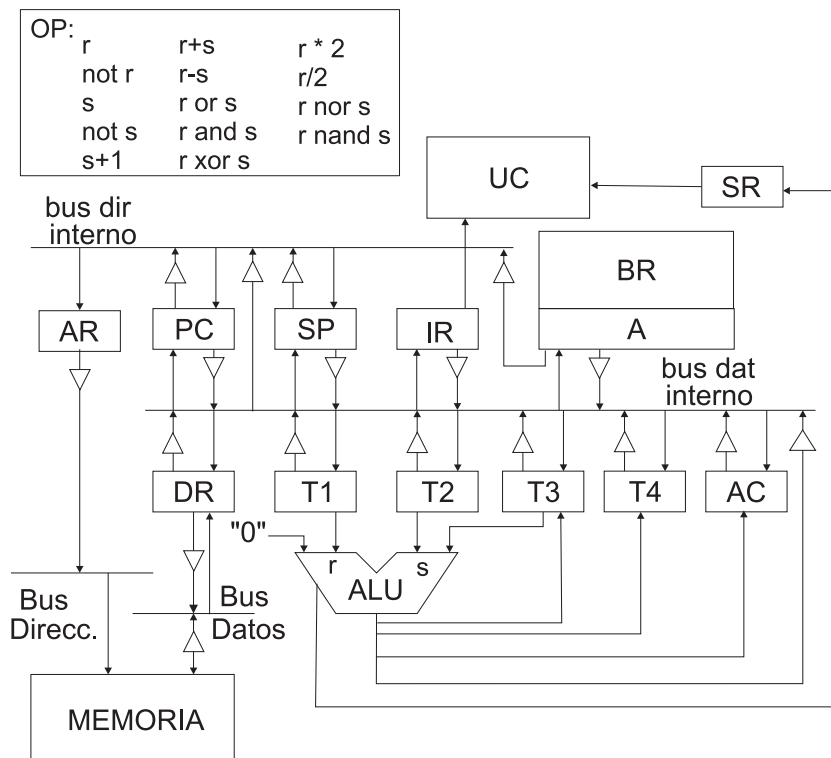 OP:
r r+s r * 2
not r r-s r/2
s r or s r nor s
not s r and s r nand s
s+1 r xor s
UC
SR
bus dir
interno
BR
AR
PC
SP
IR
A
bus dat
interno
DR
T1
T2
T3
T4
AC
"0"
r
s
ALU
Bus
Direcc.
Bus
Datos
MEMORIA